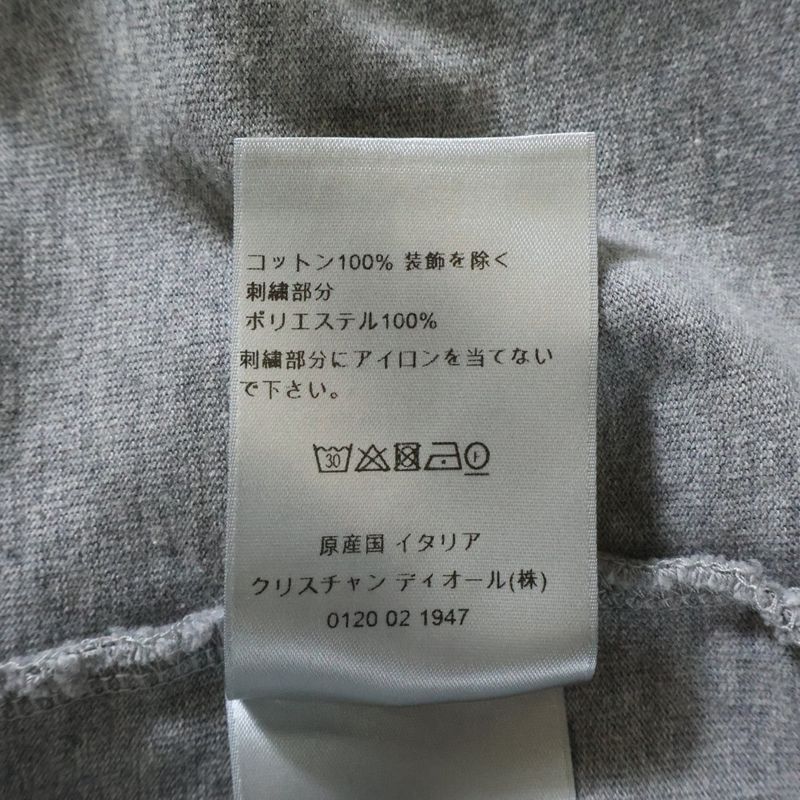 コットン100% 装飾を除く
刺繍部分
ポリエステル100%
刺繍部分にアイロンを当てない
で下さい。
30
原産国 イタリア
クリスチャン ディオール(株)
0120 02 1947